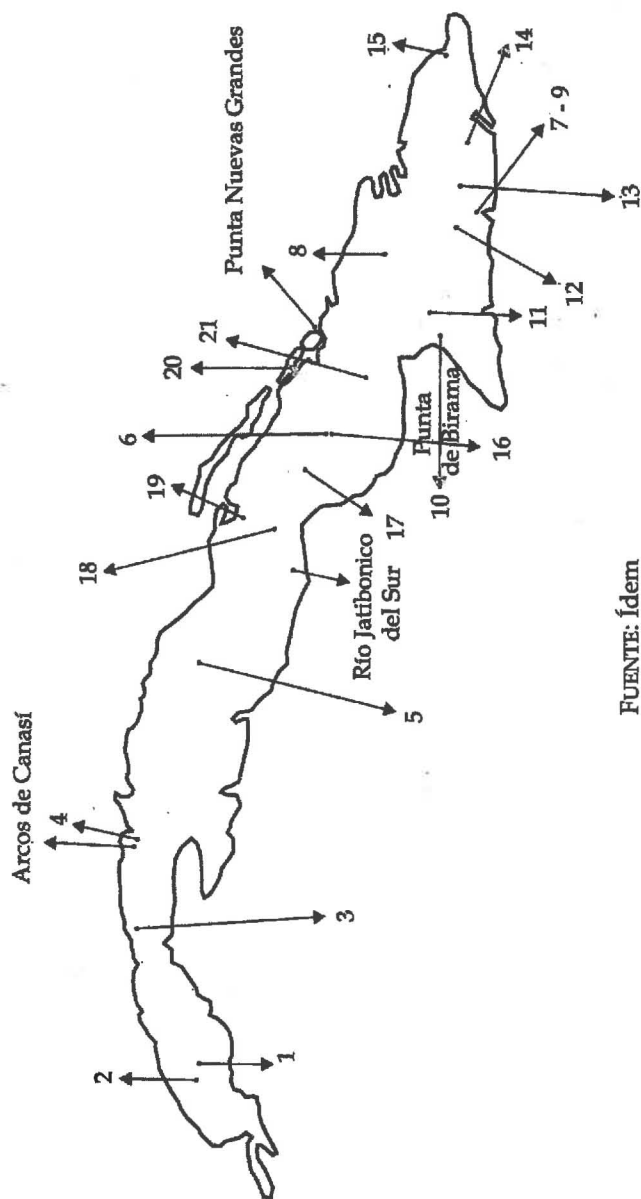 Arcos de Canasí
Punta Nuevas Grandes
Río Jatibonico
del Sur
Punta
de Birama
1
2
3
4
5
6
7 - 9
8
10
11
12
13
14
15
16
17
18
19
20
21
FUENTE: Ídem